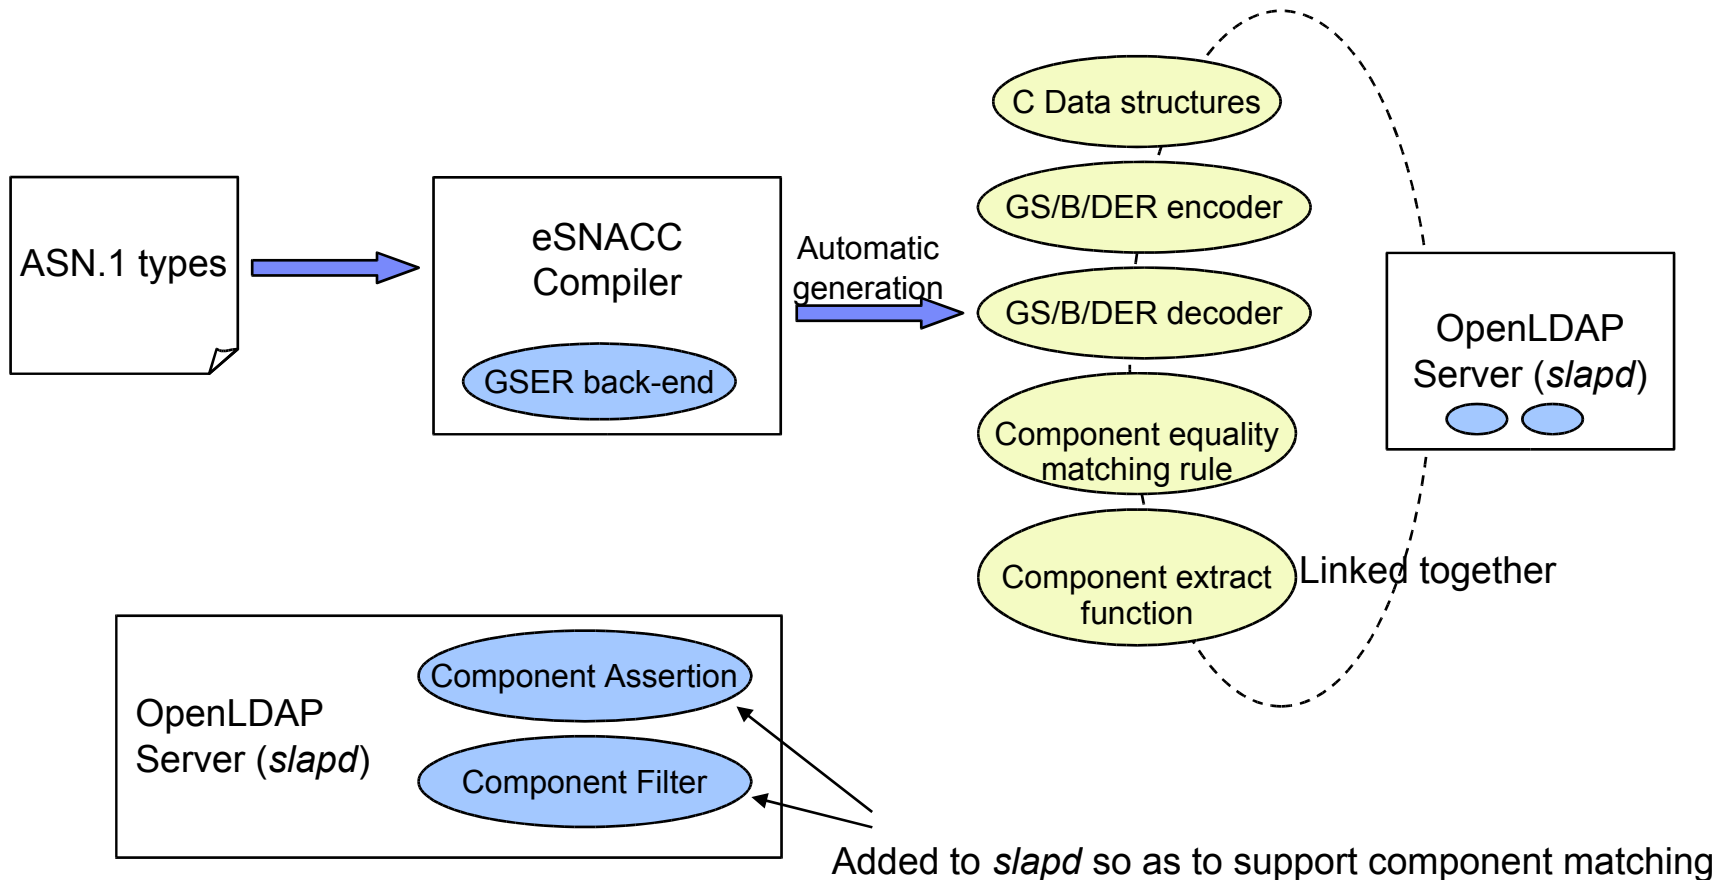 ASN.1 types
eSNACC
Compiler
GSER back-end
Automatic
generation
C Data structures
GS/B/DER encoder
GS/B/DER decoder
Component equality
matching rule
Component extract
function
Linked together
OpenLDAP
Server (slapd)
OpenLDAP
Server (slapd)
Component Assertion
Component Filter
Added to slapd so as to support component matching